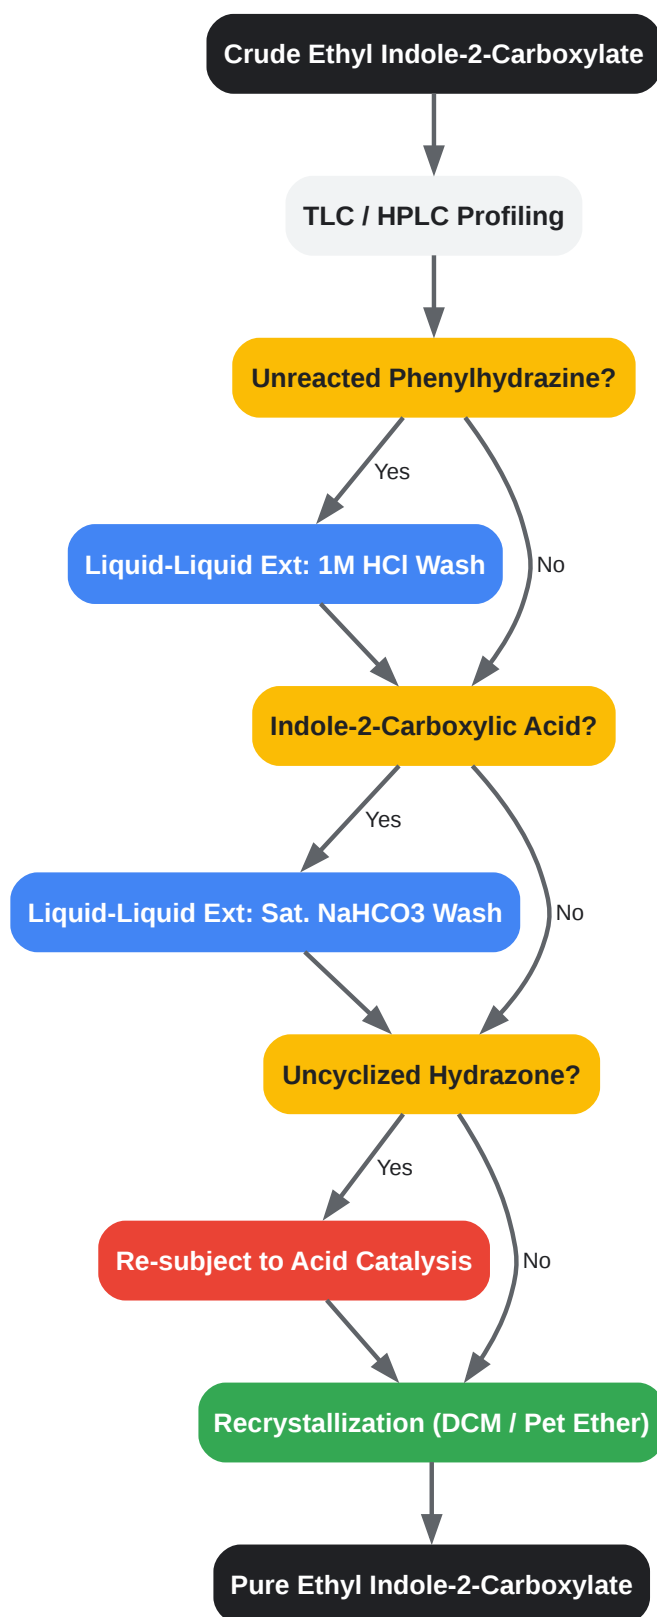 Crude Ethyl Indole-2-Carboxylate
TLC / HPLC Profiling
Unreacted Phenylhydrazine?
Yes
Liquid-Liquid Ext: 1M HCl Wash
No
Indole-2-Carboxylic Acid?
Yes
Liquid-Liquid Ext: Sat. NaHCO3 Wash
No
Uncyclized Hydrazone?
Yes
Re-subject to Acid Catalysis
No
Recrystallization (DCM / Pet Ether)
Pure Ethyl Indole-2-Carboxylate